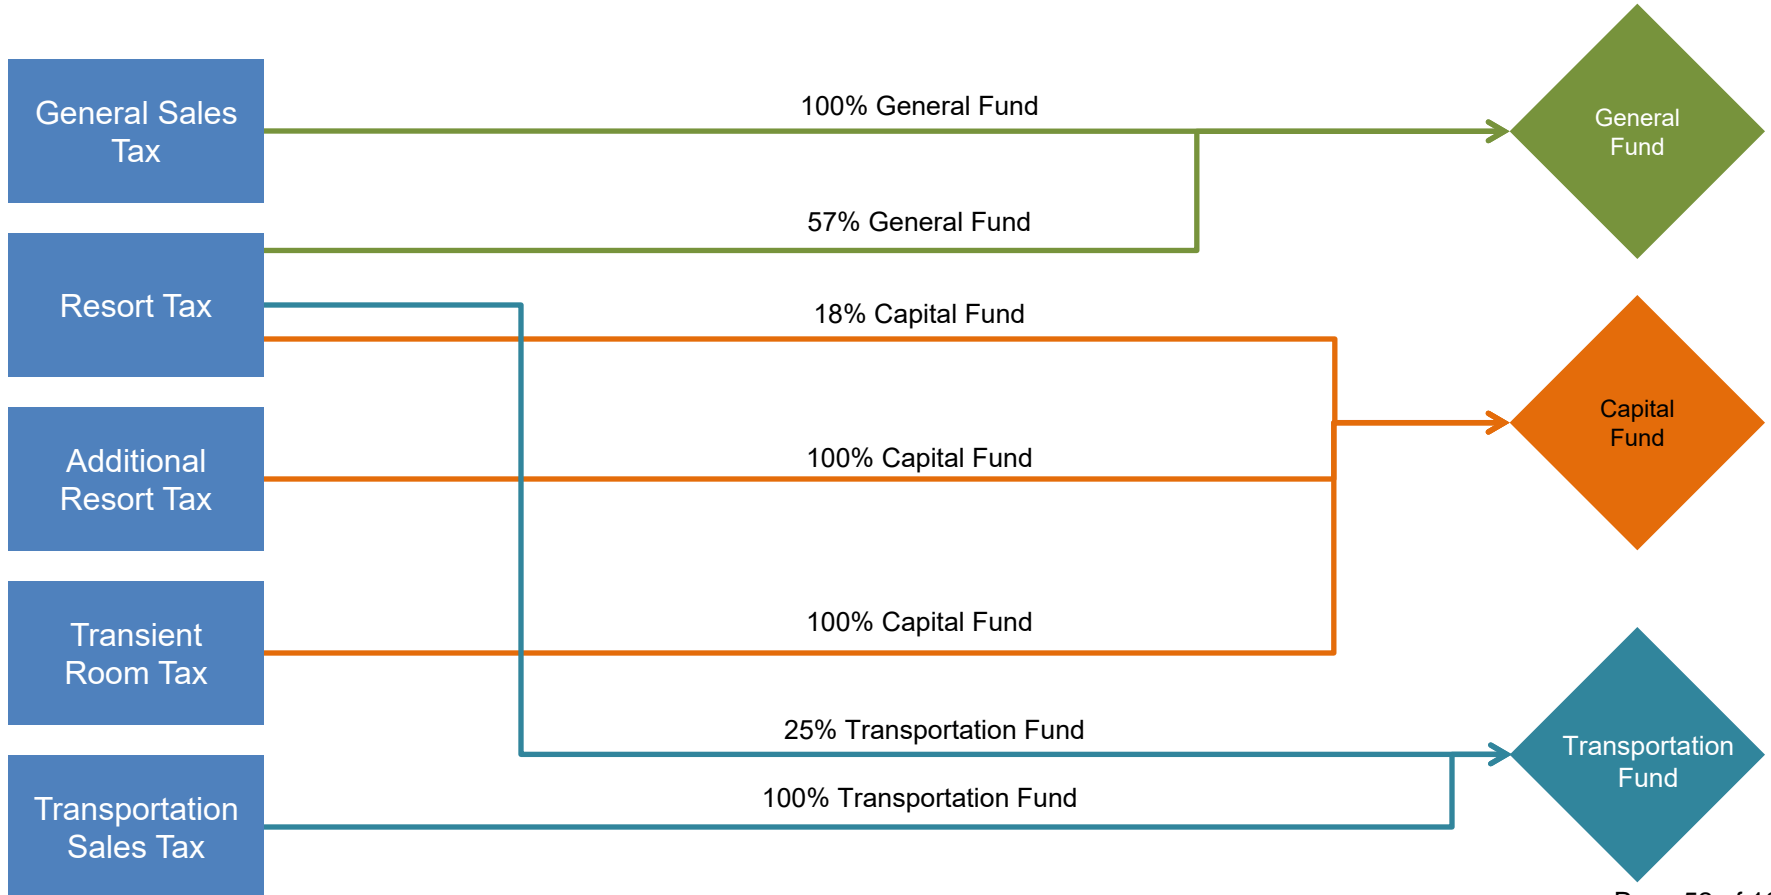 General Sales
Tax
100% General Fund
General
Fund
57% General Fund
Resort Tax
18% Capital Fund
Capital
Fund
Additional
Resort Tax
100% Capital Fund
Transient
Room Tax
100% Capital Fund
25% Transportation Fund
Transportation
Fund
100% Transportation Fund
Transportation
Sales Tax